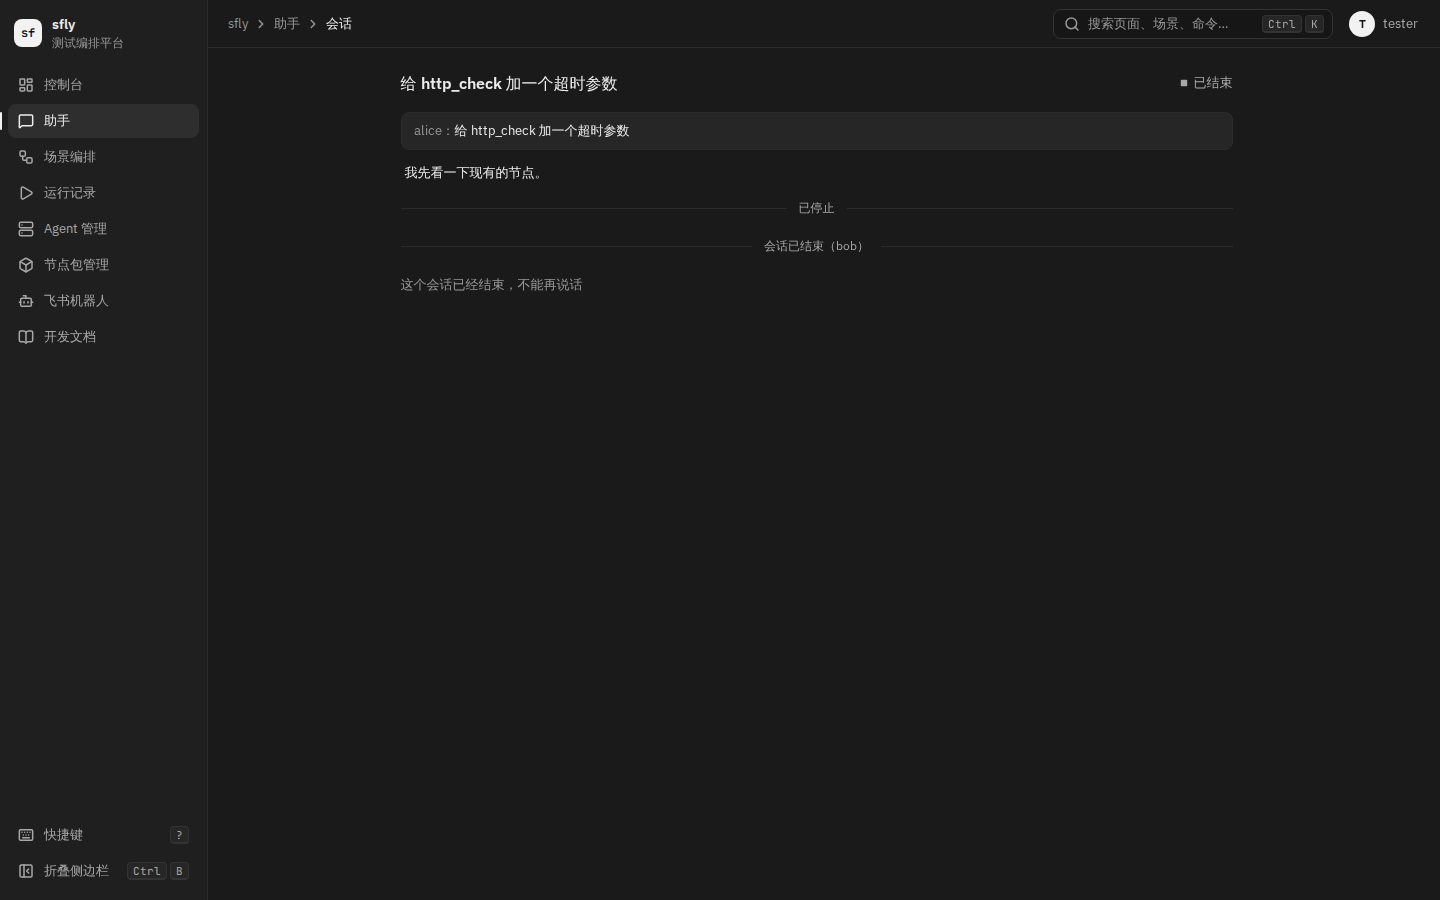 sf
sfly
测试编排平台
控制台
助手
场景编排
运行记录
Agent 管理
节点包管理
飞书机器人
开发文档
快捷键 ?
折叠侧边栏 Ctrl B
sfly > 助手 > 会话
搜索页面、场景、命令... Ctrl K
T tester
给 http_check 加一个超时参数
已结束
alice：给 http_check 加一个超时参数
我先看一下现有的节点。
已停止
会话已结束（bob）
这个会话已经结束，不能再说话